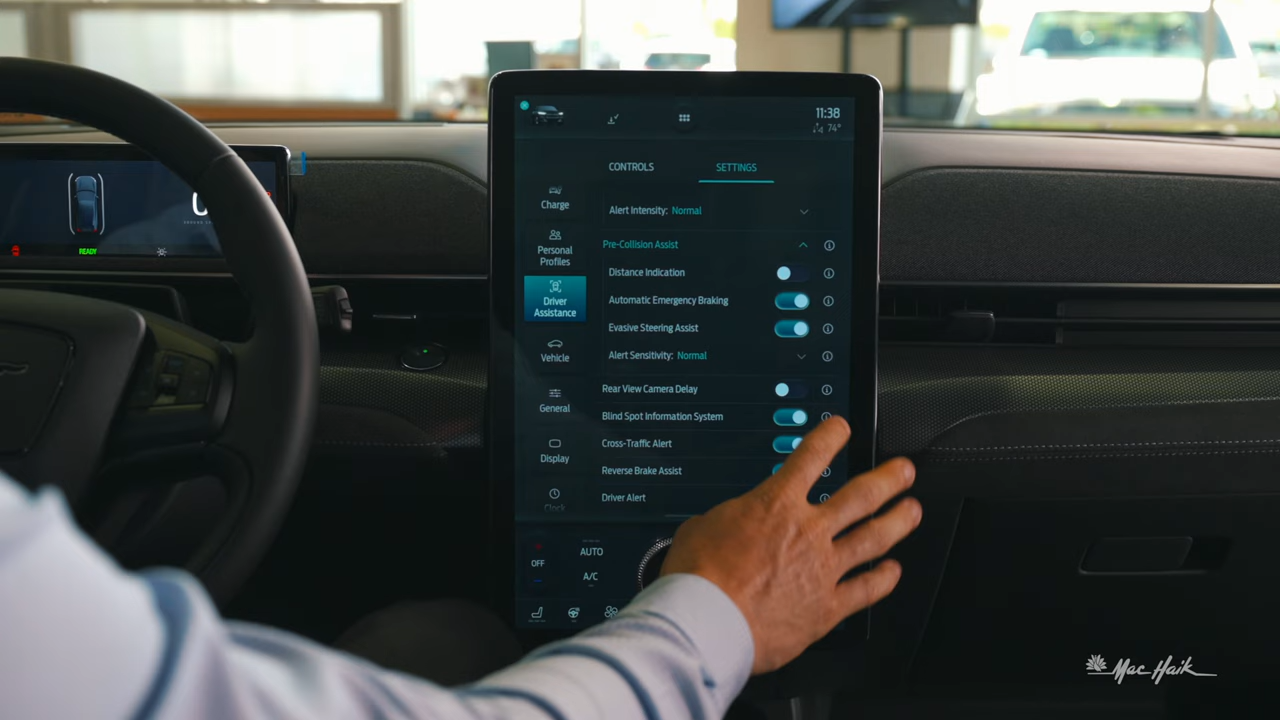 11:38
74°
CONTROLS
SETTINGS
Charge
Personal
Profiles
Driver
Assistance
Vehicle
General
Display
Clock
Alert Intensity: Normal
Pre-Collision Assist
Distance Indication
Automatic Emergency Braking
Evasive Steering Assist
Alert Sensitivity: Normal
Rear View Camera Delay
Blind Spot Information System
Cross-Traffic Alert
Reverse Brake Assist
Driver Alert
OFF
AUTO
A/C
READY
Mac Haik